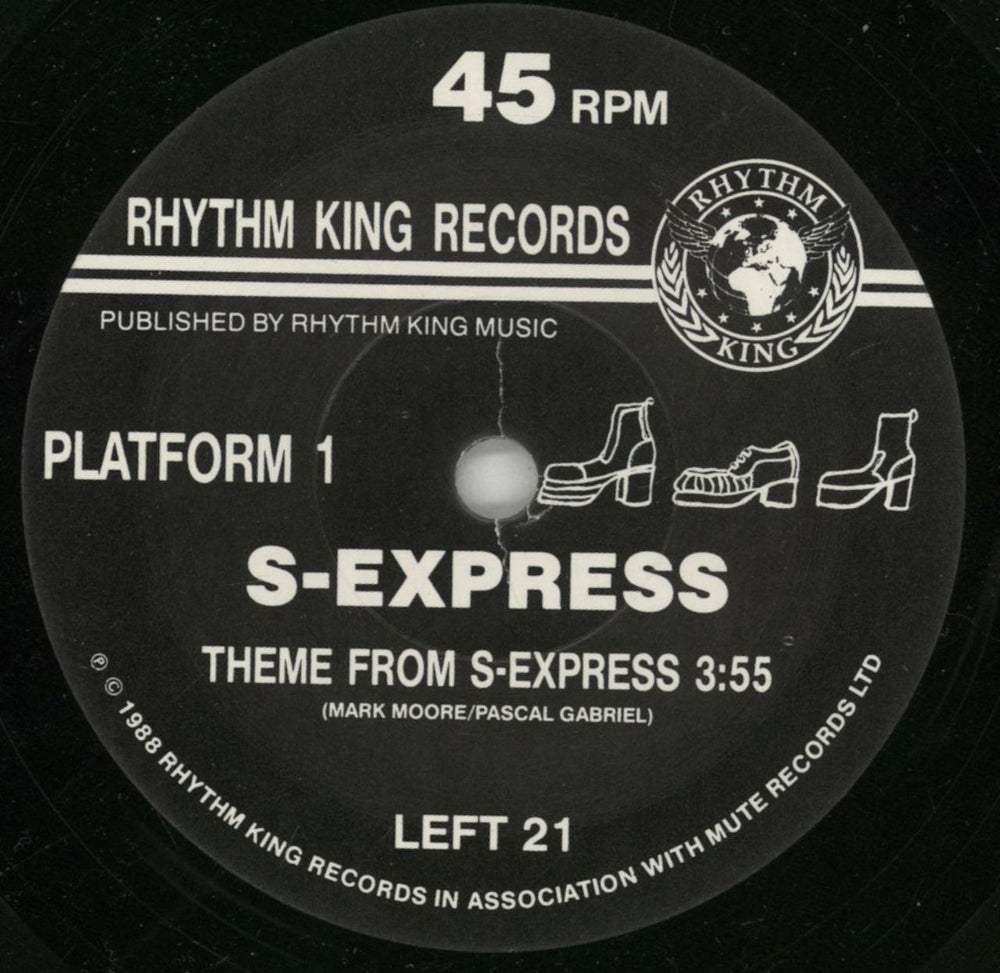 45 RPM
RHYTHM KING RECORDS
RHYTHM
KING
PUBLISHED BY RHYTHM KING MUSIC
PLATFORM 1
S-EXPRESS
THEME FROM S-EXPRESS 3:55
(MARK MOORE/PASCAL GABRIEL)
LEFT 21
℗ © 1988 RHYTHM KING RECORDS IN ASSOCIATION WITH MUTE RECORDS LTD